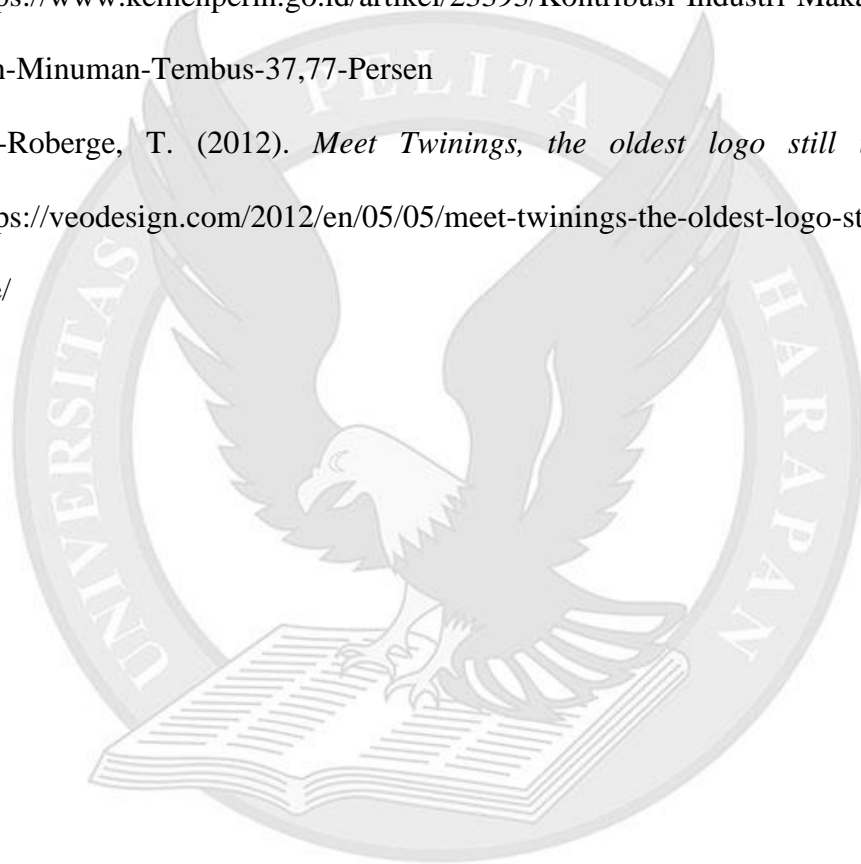 ps://www.kemenperin.go.id/artikel/23393/Kontribusi-Industri-Maka
n-Minuman-Tembus-37,77-Persen
-Roberge, T. (2012). Meet Twinings, the oldest logo still
ps://veodesign.com/2012/en/05/05/meet-twinings-the-oldest-logo-st
e/
UNIVERSITAS PELITA HARAPAN